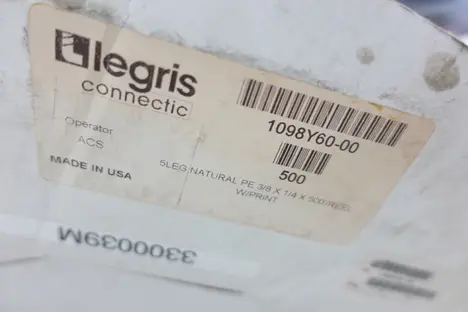 legris
connectic
1098Y60-00
500
Operator
ACS
5LEG NATURAL PE 3/8 X 1/4 X 500/REEL
W/PRINT
MADE IN USA
3300039M